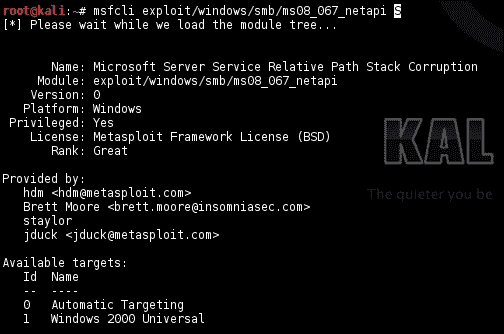 root@kali:~# msfcli exploit/windows/smb/ms08_067_netapi S
[*] Please wait while we load the module tree...
Name: Microsoft Server Service Relative Path Stack Corruption
Module: exploit/windows/smb/ms08_067_netapi
Version: 0
Platform: Windows
Privileged: Yes
License: Metasploit Framework License (BSD)
Rank: Great
KAL
The quieter you be
Provided by:
hdm <hdm@metasploit.com>
Brett Moore <brett.moore@insomniasec.com>
staylor
jduck <jduck@metasploit.com>
Available targets:
Id Name
-- ----
0 Automatic Targeting
1 Windows 2000 Universal